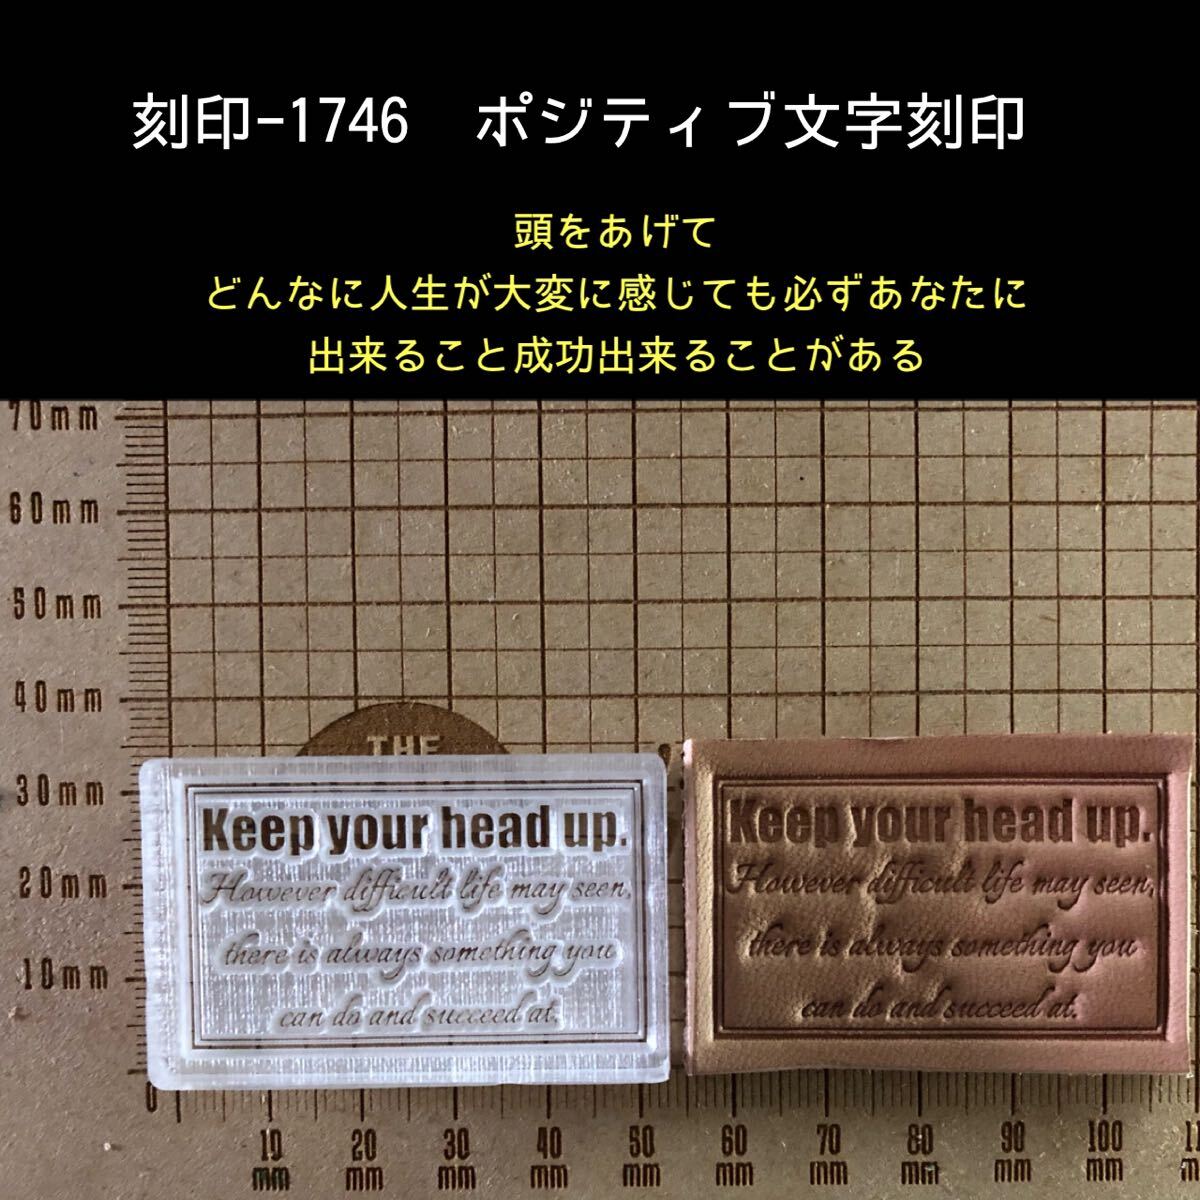 刻印-1746　ポジティブ文字刻印
頭をあげて
どんなに人生が大変に感じても必ずあなたに
出来ること成功出来ることがある
70mm
60mm
50mm
40mm
30mm
20mm
10mm
THE
Keep your head up.
However difficult life may seen,
there is always something you
can do and succeed at.
Keep your head up.
However difficult life may seen,
there is always something you
can do and succeed at.
0
10 20 30 40 50 60 70 80 90 100 11
mm mm mm mm mm mm mm mm mm mm m